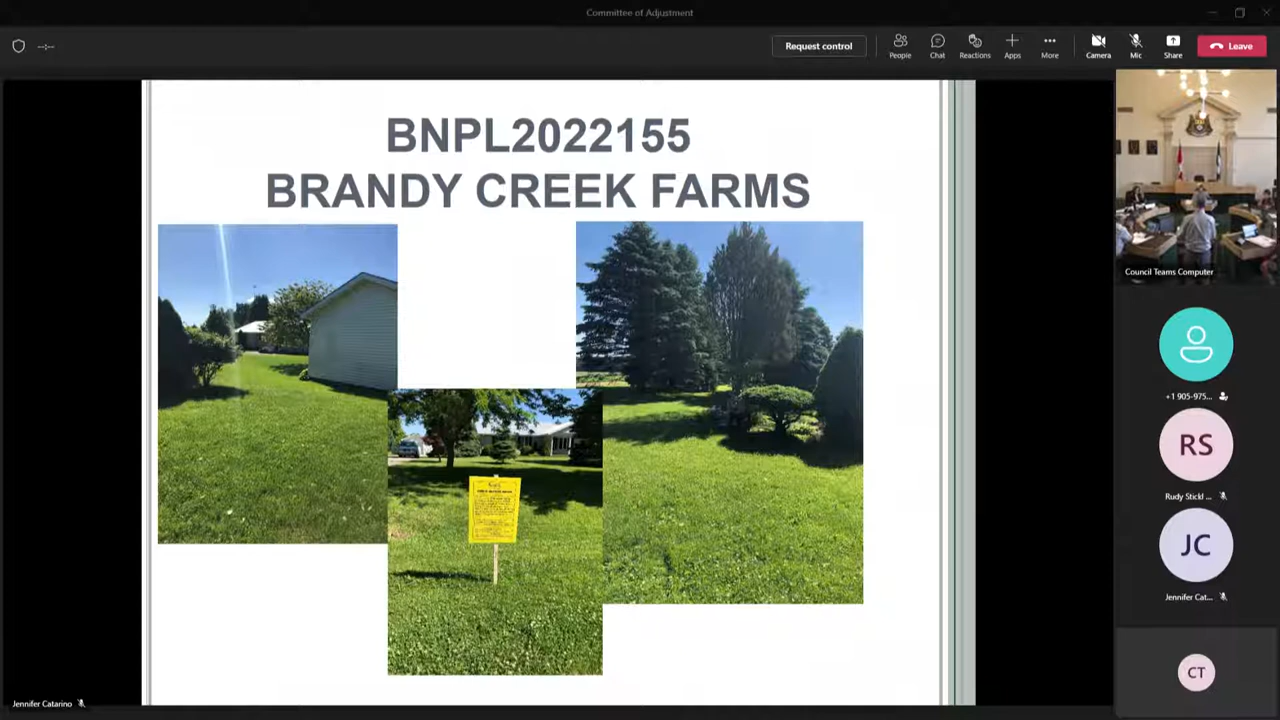 Committee of Adjustment
--:--
Request control
People
Chat
Reactions
Apps
More
Camera
Mic
Share
Leave
BNPL2022155
BRANDY CREEK FARMS
Council Teams Computer
+1 905-975...
RS
Rudy Stickl ...
JC
Jennifer Cat...
CT
Jennifer Catarino